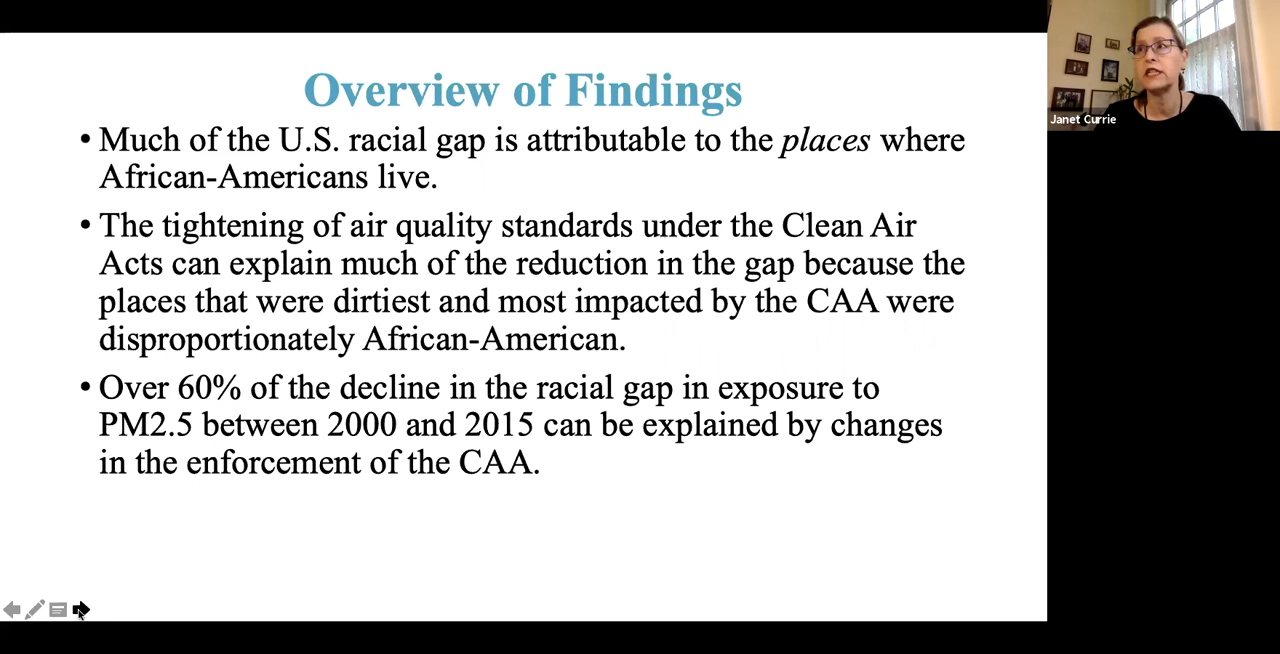 Overview of Findings
• Much of the U.S. racial gap is attributable to the places where
African-Americans live.
• The tightening of air quality standards under the Clean Air
Acts can explain much of the reduction in the gap because the
places that were dirtiest and most impacted by the CAA were
disproportionately African-American.
• Over 60% of the decline in the racial gap in exposure to
PM2.5 between 2000 and 2015 can be explained by changes
in the enforcement of the CAA.
Janet Currie